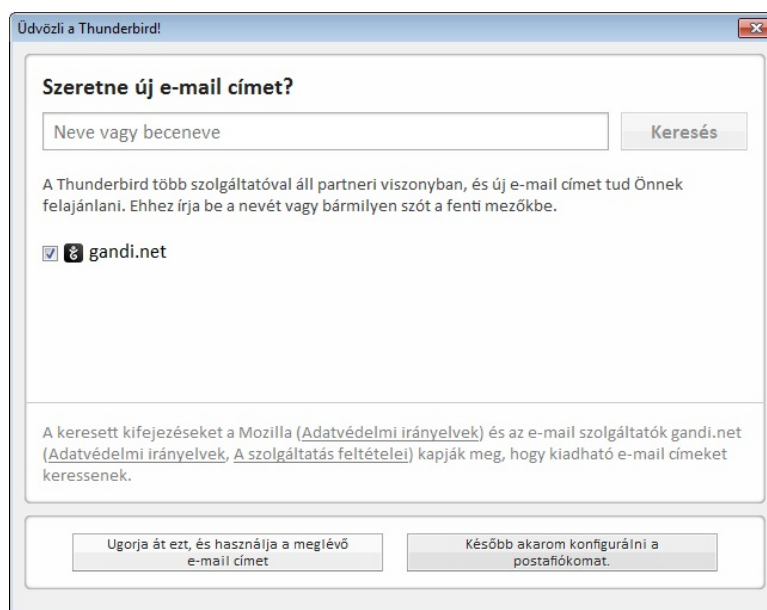 Üdvözli a Thunderbird!
Szeretne új e-mail címet?
Neve vagy beceneve
Keresés
A Thunderbird több szolgáltatóval áll partneri viszonyban, és új e-mail címet tud Önnek
felajánlani. Ehhez írja be a nevét vagy bármilyen szót a fenti mezőkbe.
gandi.net
A keresett kifejezéseket a Mozilla (Adatvédelmi irányelvek) és az e-mail szolgáltatók gandi.net
(Adatvédelmi irányelvek, A szolgáltatás feltételei) kapják meg, hogy kiadható e-mail címeket
keressenek.
Ugorja át ezt, és használja a meglévő
e-mail címet
Később akarom konfigurálni a
postafiókomat.